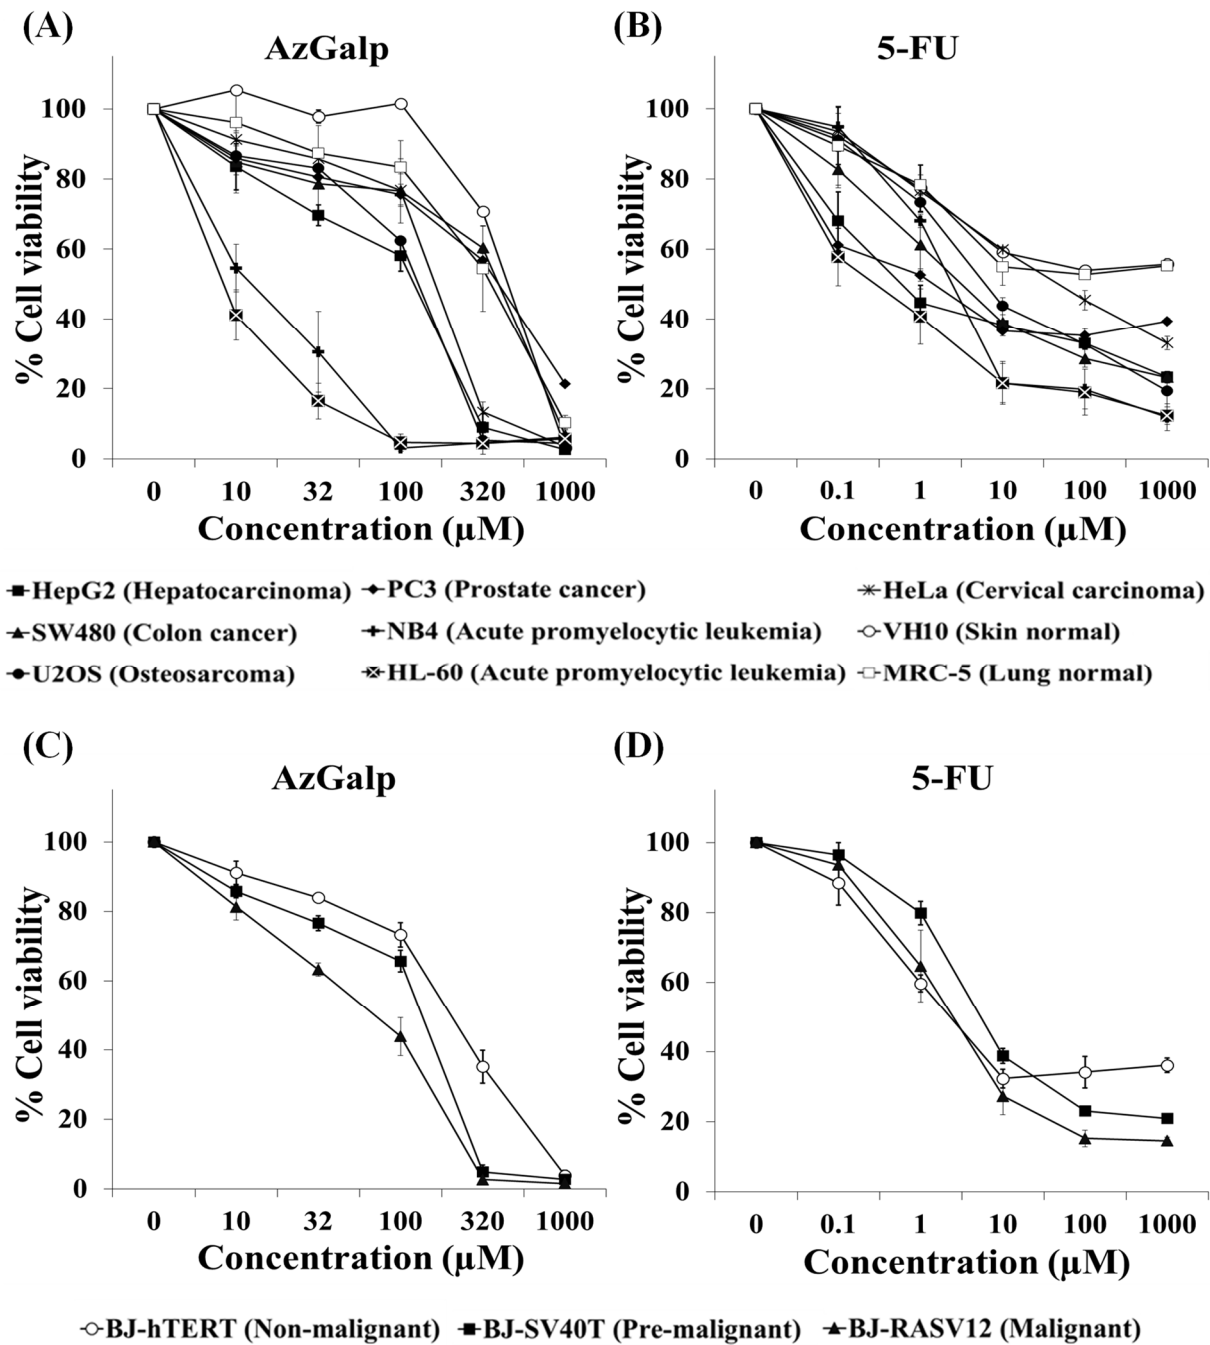 (A)
AzGalp
100
80
60
40
20
0
% Cell viability
0 10 32 100 320 1000
Concentration (µM)
(B)
5-FU
100
80
60
40
20
0
% Cell viability
0 0.1 1 10 100 1000
Concentration (µM)
HepG2 (Hepatocarcinoma) PC3 (Prostate cancer) HeLa (Cervical carcinoma)
SW480 (Colon cancer) NB4 (Acute promyelocytic leukemia) VH10 (Skin normal)
U2OS (Osteosarcoma) HL-60 (Acute promyelocytic leukemia) MRC-5 (Lung normal)
(C)
AzGalp
100
80
60
40
20
0
% Cell viability
0 10 32 100 320 1000
Concentration (µM)
(D)
5-FU
100
80
60
40
20
0
% Cell viability
0 0.1 1 10 100 1000
Concentration (µM)
BJ-hTERT (Non-malignant) BJ-SV40T (Pre-malignant) BJ-RASV12 (Malignant)